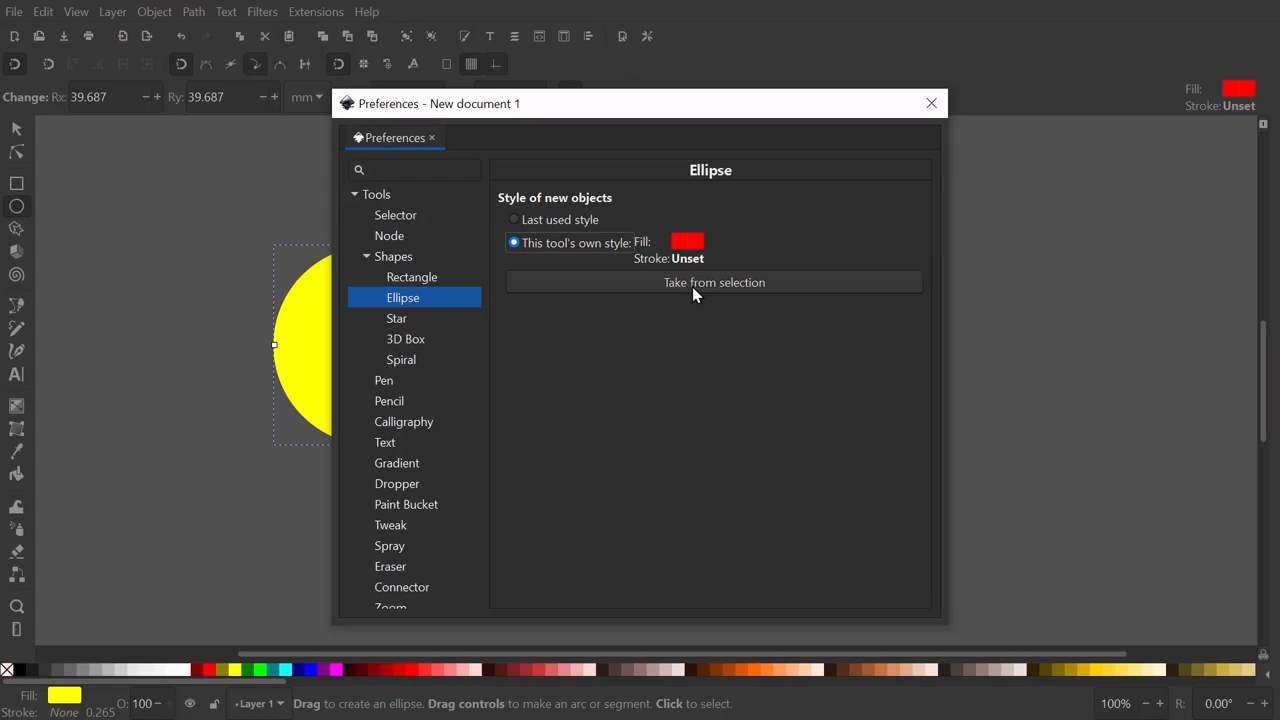 File Edit View Layer Object Path Text Filters Extensions Help
Change: Rx: 39.687 − + Ry: 39.687 − + mm
Fill:
Stroke: Unset
Preferences - New document 1
Preferences
Ellipse
Style of new objects
Last used style
This tool's own style:
Fill:
Stroke: Unset
Take from selection
Tools
Selector
Node
Shapes
Rectangle
Ellipse
Star
3D Box
Spiral
Pen
Pencil
Calligraphy
Text
Gradient
Dropper
Paint Bucket
Tweak
Spray
Eraser
Connector
Zoom
Fill:
Stroke: None 0.265
O: 100 − +
Layer 1
Drag to create an ellipse. Drag controls to make an arc or segment. Click to select.
100% − + R: 0.00° − +